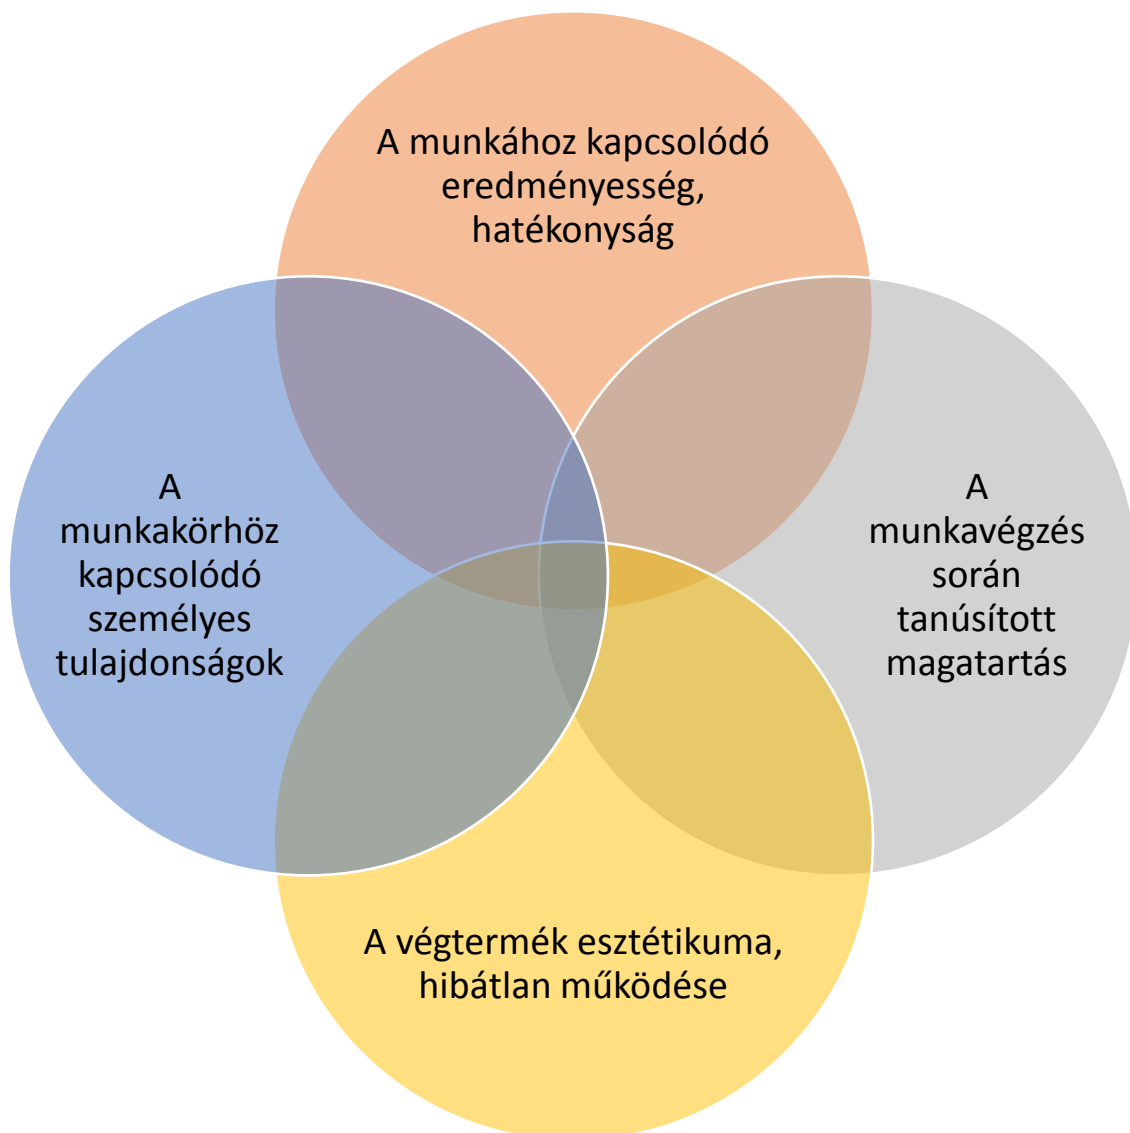 A munkához kapcsolódó
eredményesség,
hatékonyság
A
munkakörhöz
kapcsolódó
személyes
tulajdonságok
A
munkavégzés
során
tanúsított
magatartás
A végtermék esztétikuma,
hibátlan működése